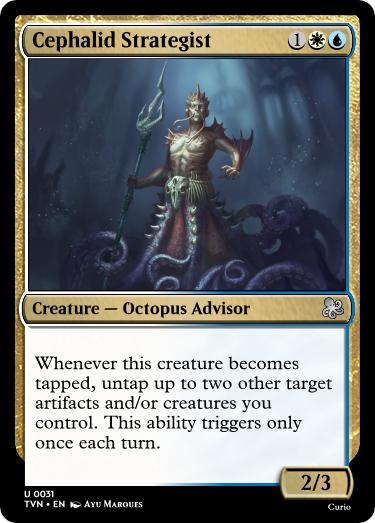 Cephalid Strategist 1
Creature — Octopus Advisor
Whenever this creature becomes
tapped, untap up to two other target
artifacts and/or creatures you
control. This ability triggers only
once each turn.
2/3
U 0031
TVN • EN Ayu Marques
Curio